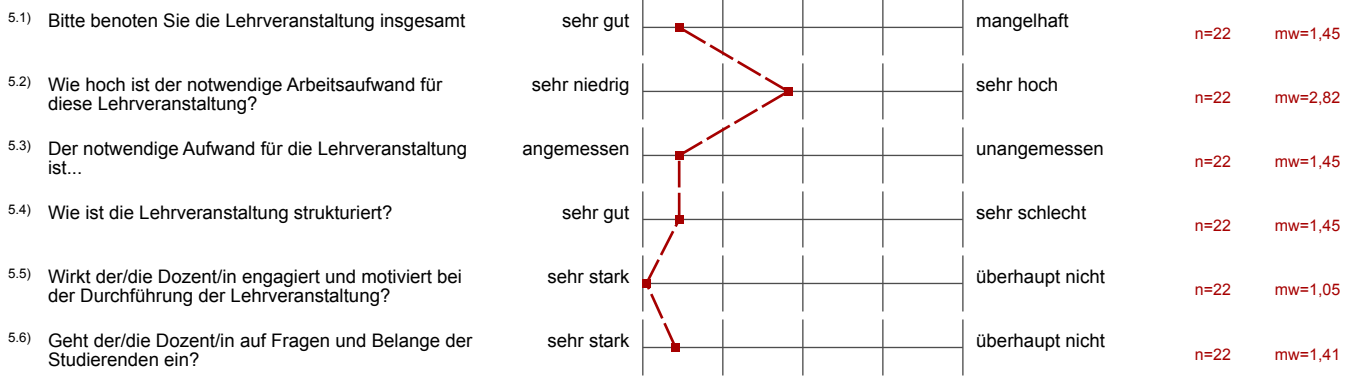 5.1) Bitte benoten Sie die Lehrveranstaltung insgesamt sehr gut mangelhaft n=22 mw=1,45
5.2) Wie hoch ist der notwendige Arbeitsaufwand für sehr niedrig sehr hoch n=22 mw=2,82
diese Lehrveranstaltung?
5.3) Der notwendige Aufwand für die Lehrveranstaltung angemessen unangemessen n=22 mw=1,45
ist...
5.4) Wie ist die Lehrveranstaltung strukturiert? sehr gut sehr schlecht n=22 mw=1,45
5.5) Wirkt der/die Dozent/in engagiert und motiviert bei sehr stark überhaupt nicht n=22 mw=1,05
der Durchführung der Lehrveranstaltung?
5.6) Geht der/die Dozent/in auf Fragen und Belange der sehr stark überhaupt nicht n=22 mw=1,41
Studierenden ein?